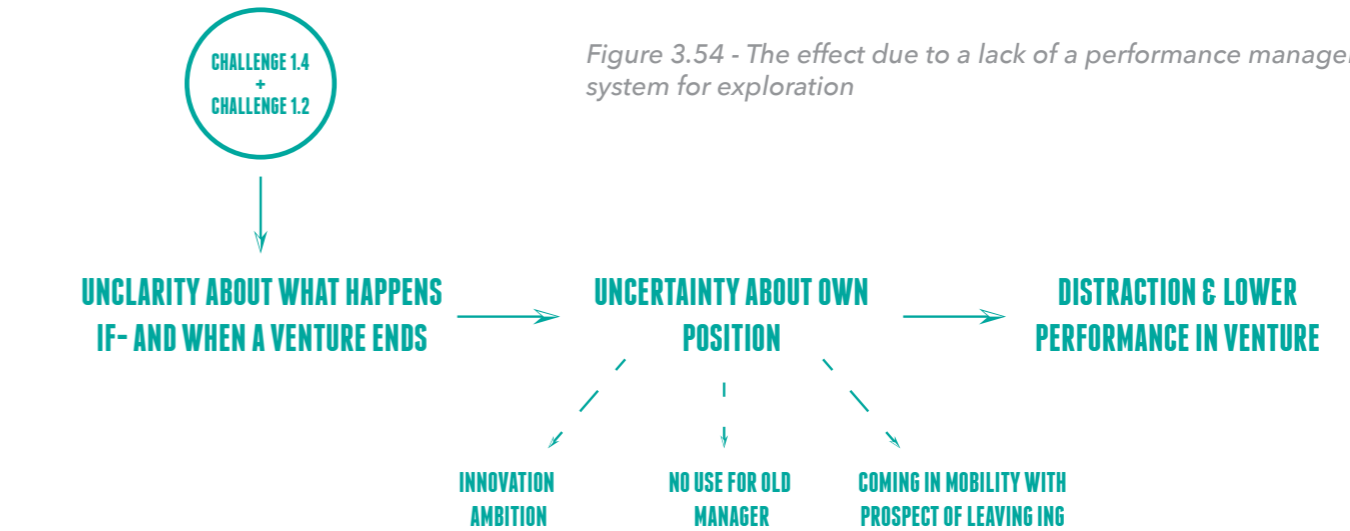 CHALLENGE 1.4
+
CHALLENGE 1.2
Figure 3.54 - The effect due to a lack of a performance
system for exploration
UNCLARITY ABOUT WHAT HAPPENS
IF- AND WHEN A VENTURE ENDS
UNCERTAINTY ABOUT OWN
POSITION
DISTRACTION & LOWER
PERFORMANCE IN VENTURE
INNOVATION
AMBITION
NO USE FOR OLD
MANAGER
COMING IN MOBILITY WITH
PROSPECT OF LEAVING ING